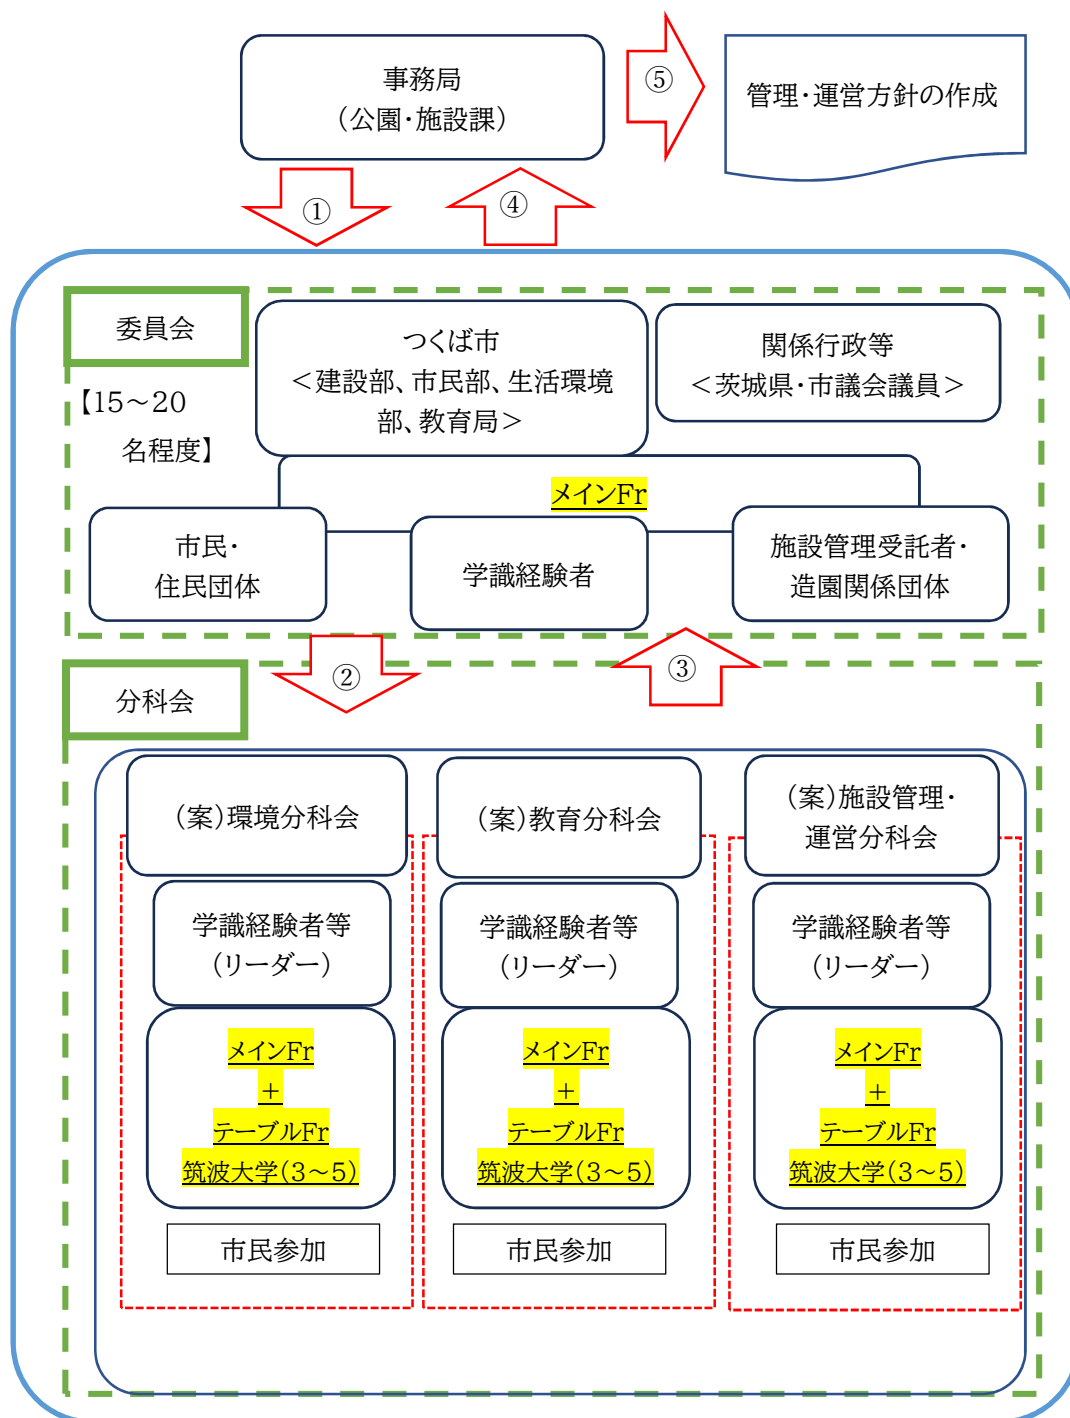 事務局
（公園・施設課）
⑤
管理・運営方針の作成
①
④
委員会
【15～20
名程度】
つくば市
＜建設部、市民部、生活環境
部、教育局＞
関係行政等
＜茨城県・市議会議員＞
メインFr
市民・
住民団体
学識経験者
施設管理受託者・
造園関係団体
②
③
分科会
（案）環境分科会
学識経験者等
（リーダー）
メインFr
＋
テーブルFr
筑波大学（3～5）
市民参加
（案）教育分科会
学識経験者等
（リーダー）
メインFr
＋
テーブルFr
筑波大学（3～5）
市民参加
（案）施設管理・
運営分科会
学識経験者等
（リーダー）
メインFr
＋
テーブルFr
筑波大学（3～5）
市民参加